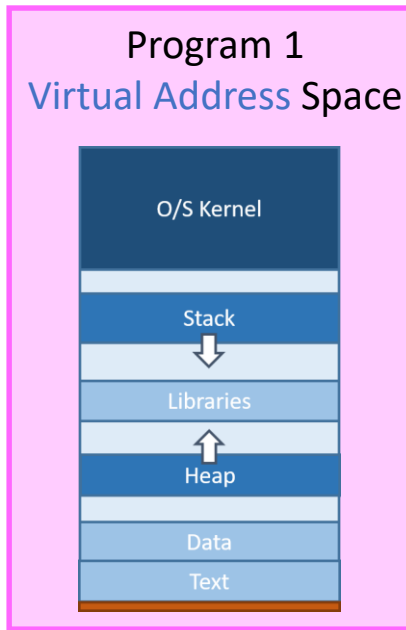 Program 1
Virtual Address Space
O/S Kernel
Stack
Libraries
Heap
Data
Text